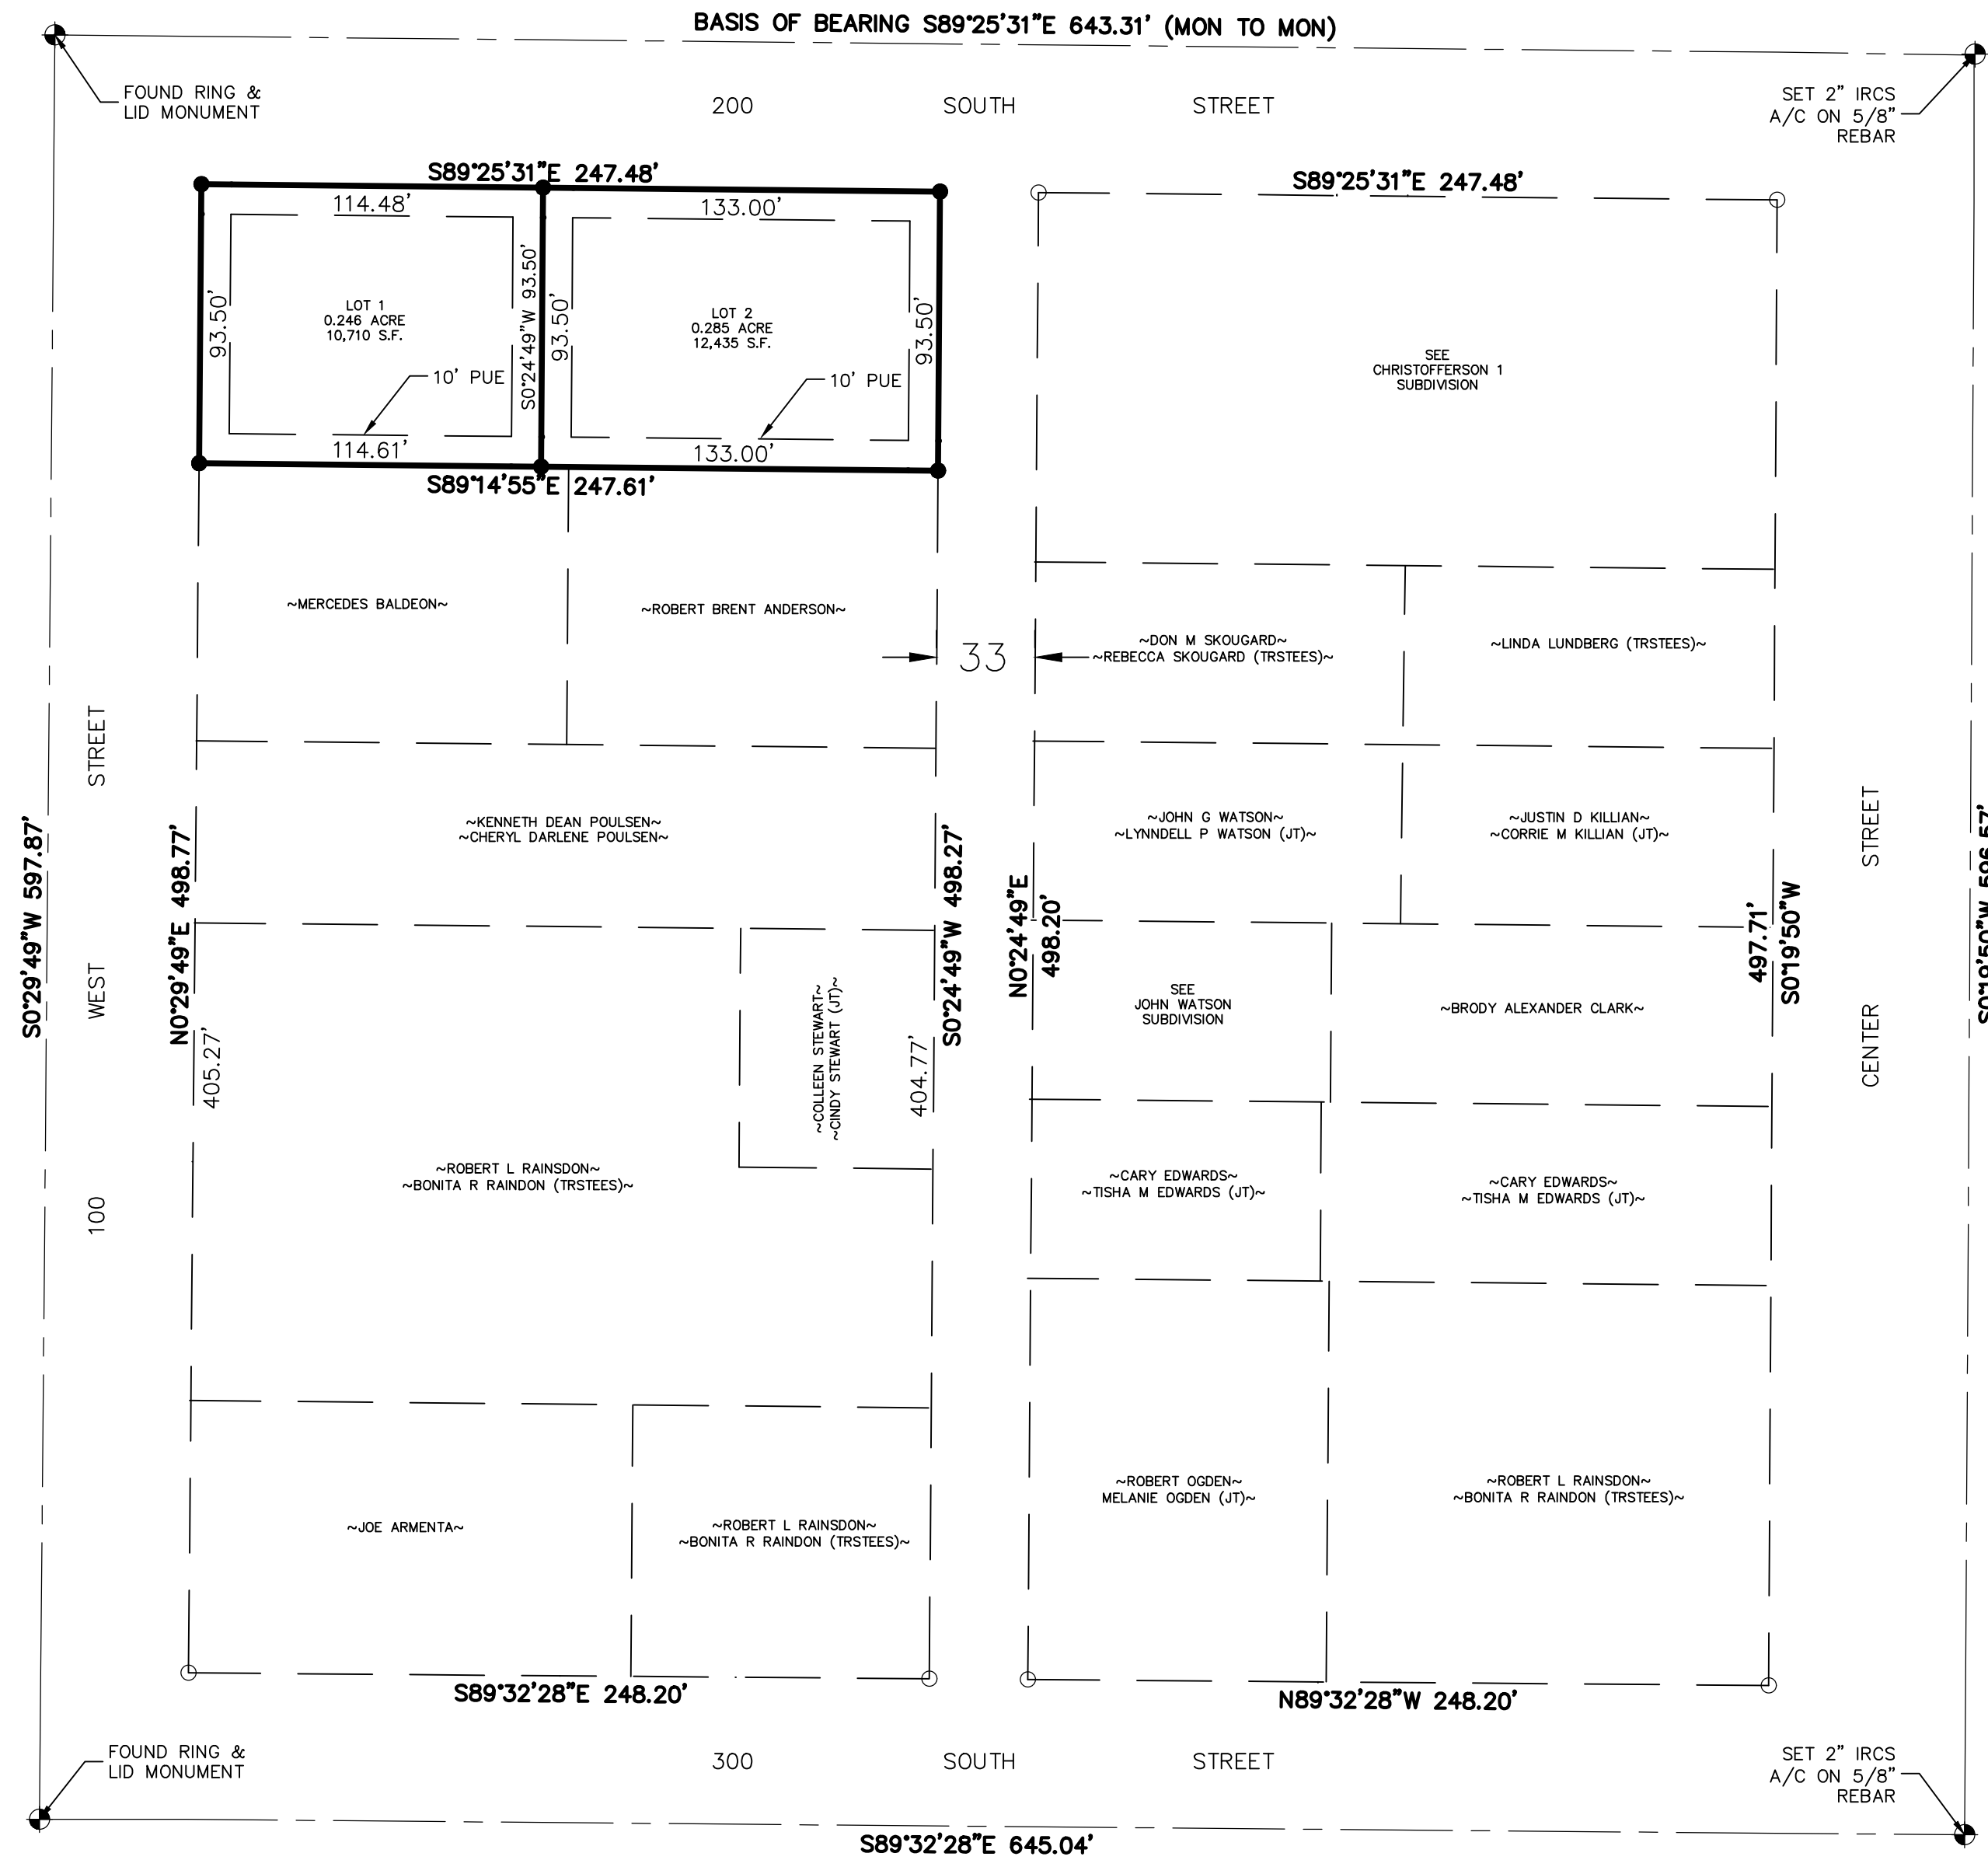 BASIS OF BEARING S89°25'31"E 643.31' (MON TO MON)
FOUND RING &
LID MONUMENT
200 SOUTH STREET
SET 2" IRCS
A/C ON 5/8"
REBAR
S89°25'31"E 247.48'
S89°25'31"E 247.48'
114.48'
133.00'
93.50'
LOT 1
0.246 ACRE
10,710 S.F.
S0°24'49"W 93.50'
93.50'
LOT 2
0.285 ACRE
12,435 S.F.
93.50'
10' PUE
10' PUE
114.61'
133.00'
S89°14'55"E 247.61'
SEE
CHRISTOFFERSON 1
SUBDIVISION
~MERCEDES BALDEON~
~ROBERT BRENT ANDERSON~
33
~DON M SKOUGARD~
~REBECCA SKOUGARD (TRSTEES)~
~LINDA LUNDBERG (TRSTEES)~
~KENNETH DEAN POULSEN~
~CHERYL DARLENE POULSEN~
~JOHN G WATSON~
~LYNNDELL P WATSON (JT)~
~JUSTIN D KILLIAN~
~CORRIE M KILLIAN (JT)~
S0°29'49"W 597.87'
100 WEST STREET
N0°29'49"E 498.77'
405.27'
S0°24'49"W 498.27'
404.77'
N0°24'49"E
498.20'
497.71'
S0°19'50"W
CENTER STREET
S0°19'50"W 596.57'
~COLLEEN STEWART~
~CINDY STEWART (JT)~
SEE
JOHN WATSON
SUBDIVISION
~BRODY ALEXANDER CLARK~
~ROBERT L RAINSDON~
~BONITA R RAINDON (TRSTEES)~
~CARY EDWARDS~
~TISHA M EDWARDS (JT)~
~CARY EDWARDS~
~TISHA M EDWARDS (JT)~
~JOE ARMENTA~
~ROBERT L RAINSDON~
~BONITA R RAINDON (TRSTEES)~
~ROBERT OGDEN~
MELANIE OGDEN (JT)~
~ROBERT L RAINSDON~
~BONITA R RAINDON (TRSTEES)~
S89°32'28"E 248.20'
N89°32'28"W 248.20'
FOUND RING &
LID MONUMENT
300 SOUTH STREET
SET 2" IRCS
A/C ON 5/8"
REBAR
S89°32'28"E 645.04'